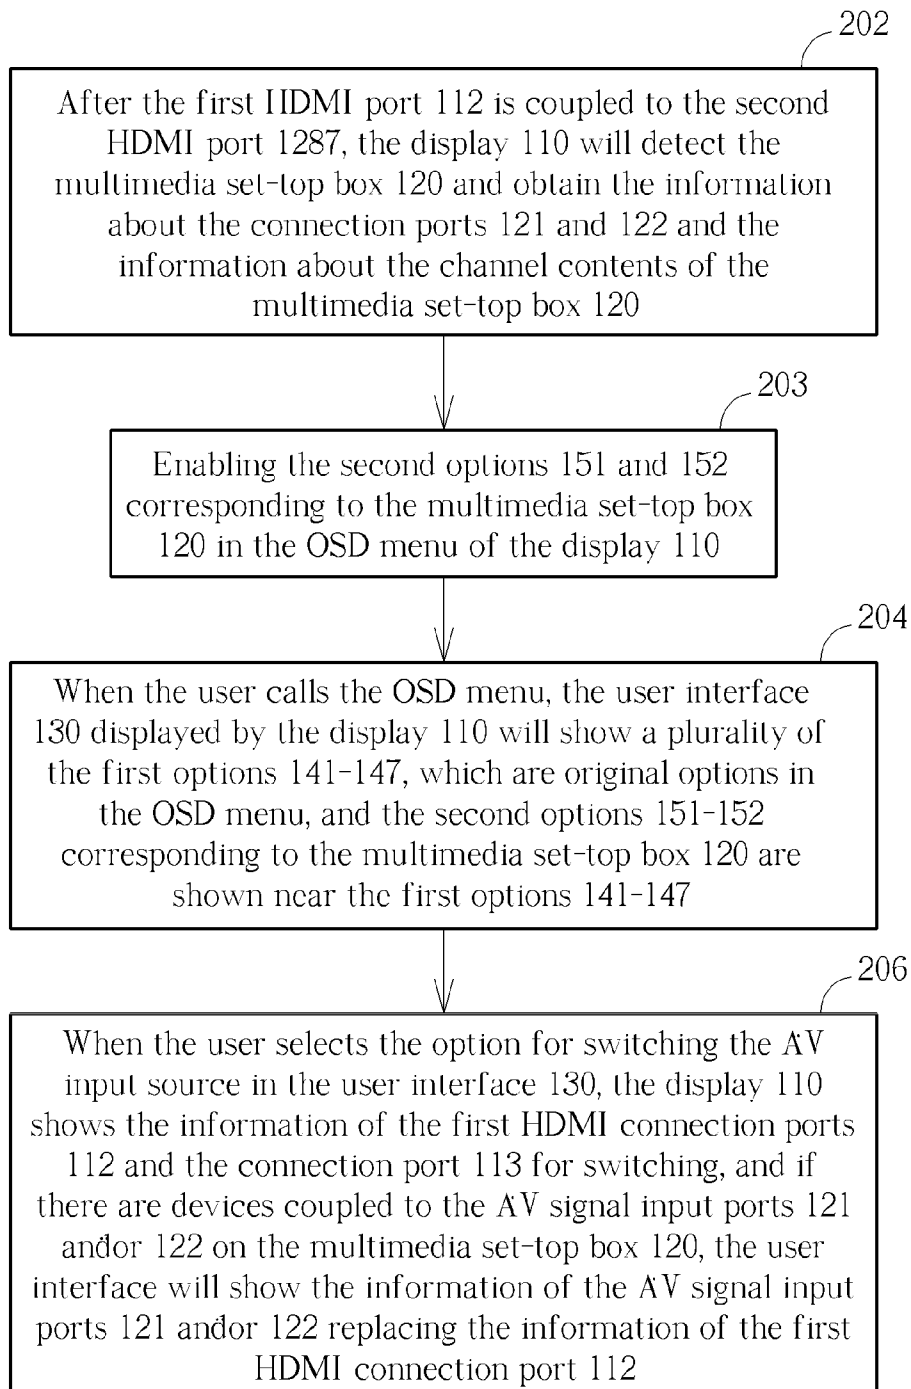 202
After the first HDMI port 112 is coupled to the second
HDMI port 1287, the display 110 will detect the
multimedia set-top box 120 and obtain the information
about the connection ports 121 and 122 and the
information about the channel contents of the
multimedia set-top box 120
203
Enabling the second options 151 and 152
corresponding to the multimedia set-top box
120 in the OSD menu of the display 110
204
When the user calls the OSD menu, the user interface
130 displayed by the display 110 will show a plurality of
the first options 141-147, which are original options in
the OSD menu, and the second options 151-152
corresponding to the multimedia set-top box 120 are
shown near the first options 141-147
206
When the user selects the option for switching the AV
input source in the user interface 130, the display 110
shows the information of the first HDMI connection ports
112 and the connection port 113 for switching, and if
there are devices coupled to the AV signal input ports 121
and⁄or 122 on the multimedia set-top box 120, the user
interface will show the information of the AV signal input
ports 121 and⁄or 122 replacing the information of the first
HDMI connection port 112